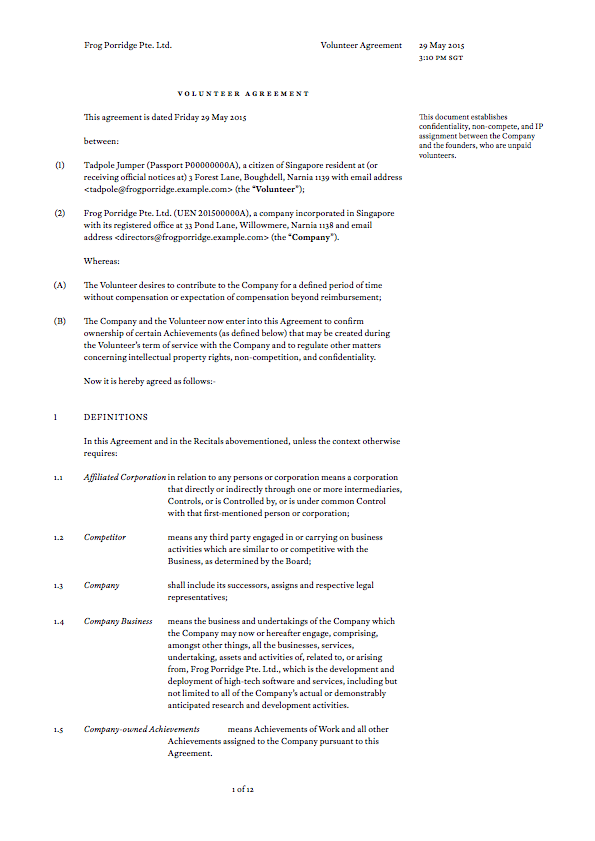 Frog Porridge Pte. Ltd. Volunteer Agreement 29 May 2015
3:10 PM SGT
VOLUNTEER AGREEMENT
This agreement is dated Friday 29 May 2015
This document establishes
confidentiality, non-compete, and IP
assignment between the Company
and the founders, who are unpaid
volunteers.
between:
(1) Tadpole Jumper (Passport P00000000A), a citizen of Singapore resident at (or
receiving official notices at) 3 Forest Lane, Boughdell, Narnia 1139 with email address
<tadpole@frogporridge.example.com> (the “Volunteer”);
(2) Frog Porridge Pte. Ltd. (UEN 201500000A), a company incorporated in Singapore
with its registered office at 33 Pond Lane, Willowmere, Narnia 1138 and email
address <directors@frogporridge.example.com> (the “Company”).
Whereas:
(A) The Volunteer desires to contribute to the Company for a defined period of time
without compensation or expectation of compensation beyond reimbursement;
(B) The Company and the Volunteer now enter into this Agreement to confirm
ownership of certain Achievements (as defined below) that may be created during
the Volunteer’s term of service with the Company and to regulate other matters
concerning intellectual property rights, non-competition, and confidentiality.
Now it is hereby agreed as follows:-
1 DEFINITIONS
In this Agreement and in the Recitals abovementioned, unless the context otherwise
requires:
1.1 Affiliated Corporation in relation to any persons or corporation means a corporation
that directly or indirectly through one or more intermediaries,
Controls, or is Controlled by, or is under common Control
with that first-mentioned person or corporation;
1.2 Competitor means any third party engaged in or carrying on business
activities which are similar to or competitive with the
Business, as determined by the Board;
1.3 Company shall include its successors, assigns and respective legal
representatives;
1.4 Company Business means the business and undertakings of the Company which
the Company may now or hereafter engage, comprising,
amongst other things, all the businesses, services,
undertaking, assets and activities of, related to, or arising
from, Frog Porridge Pte. Ltd., which is the development and
deployment of high-tech software and services, including but
not limited to all of the Company’s actual or demonstrably
anticipated research and development activities.
1.5 Company-owned Achievements means Achievements of Work and all other
Achievements assigned to the Company pursuant to this
Agreement.
1 of 12